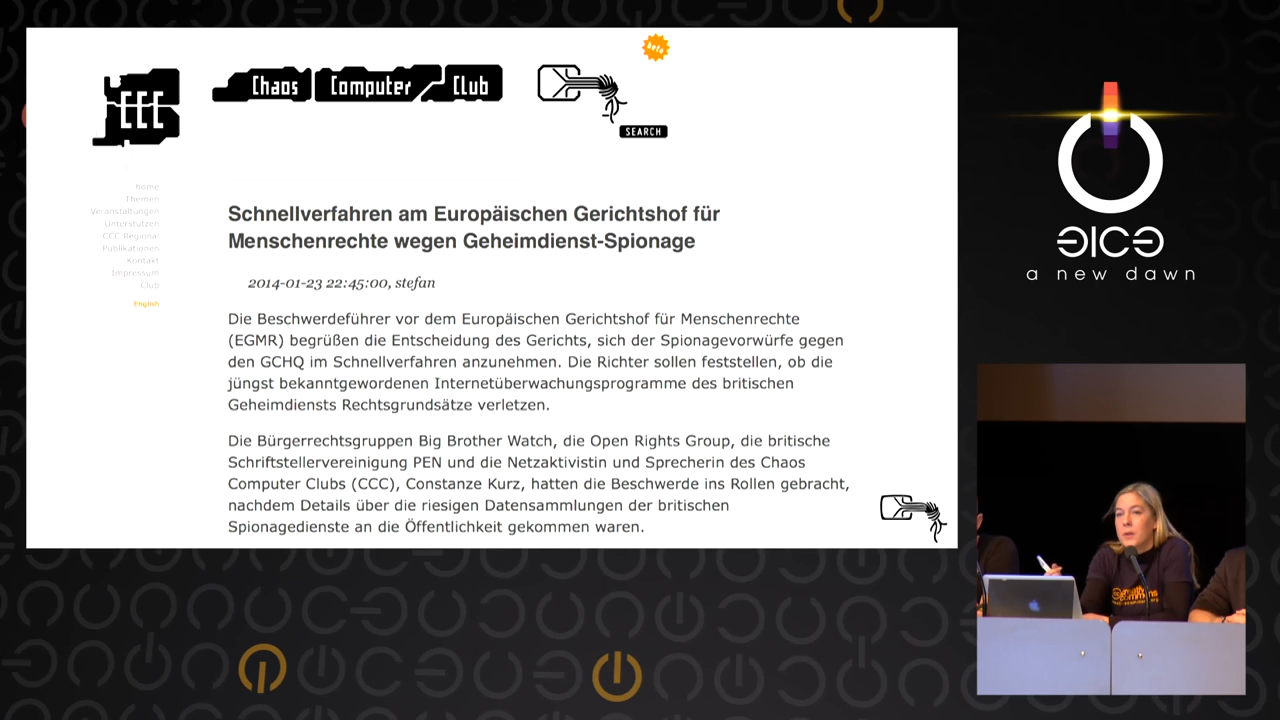 beta
CCC
Chaos Computer Club
SEARCH
home
Themen
Veranstaltungen
Unterstützen
CCC Regional
Publikationen
Kontakt
Impressum
Club
English
Schnellverfahren am Europäischen Gerichtshof für
Menschenrechte wegen Geheimdienst-Spionage
2014-01-23 22:45:00, stefan
Die Beschwerdeführer vor dem Europäischen Gerichtshof für Menschenrechte
(EGMR) begrüßen die Entscheidung des Gerichts, sich der Spionagevorwürfe gegen
den GCHQ im Schnellverfahren anzunehmen. Die Richter sollen feststellen, ob die
jüngst bekanntgewordenen Internetüberwachungsprogramme des britischen
Geheimdiensts Rechtsgrundsätze verletzen.
Die Bürgerrechtsgruppen Big Brother Watch, die Open Rights Group, die britische
Schriftstellervereinigung PEN und die Netzaktivistin und Sprecherin des Chaos
Computer Clubs (CCC), Constanze Kurz, hatten die Beschwerde ins Rollen gebracht,
nachdem Details über die riesigen Datensammlungen der britischen
Spionagedienste an die Öffentlichkeit gekommen waren.
a new dawn